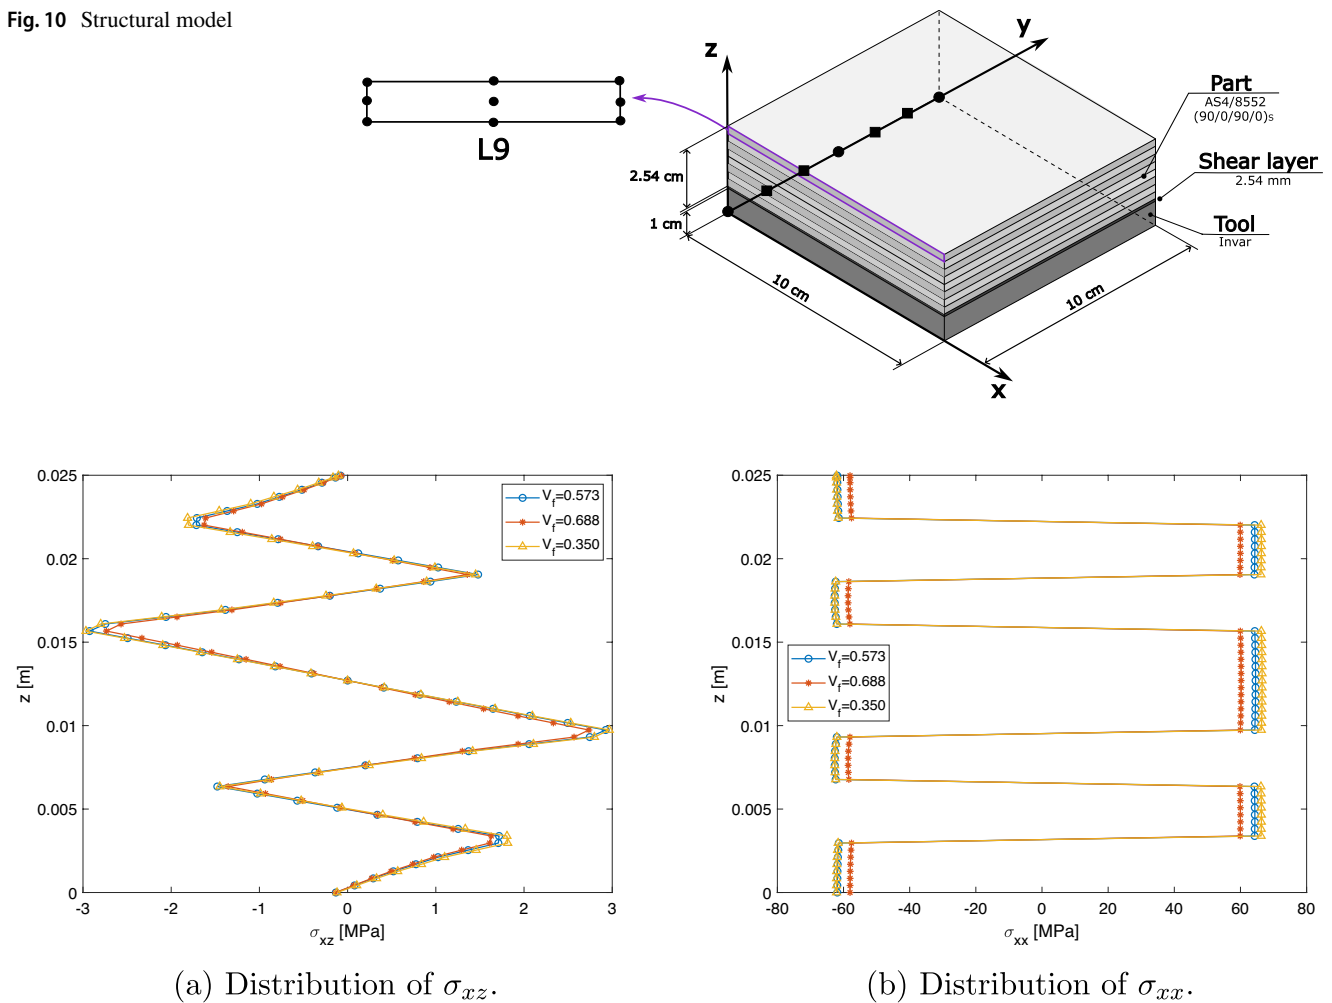 Fig. 10 Structural model
L9
z
y
x
2.54 cm
1 cm
10 cm
10 cm
Part
AS4/8552
(90/0/90/0)s
Shear layer
2.54 mm
Tool
Invar
0.025
0.02
0.015
0.01
0.005
0
z [m]
-3 -2 -1 0 1 2 3
σxz [MPa]
Vf=0.573
Vf=0.688
Vf=0.350
(a) Distribution of σxz.
0.025
0.02
0.015
0.01
0.005
0
z [m]
-80 -60 -40 -20 0 20 40 60 80
σxx [MPa]
Vf=0.573
Vf=0.688
Vf=0.350
(b) Distribution of σxx.